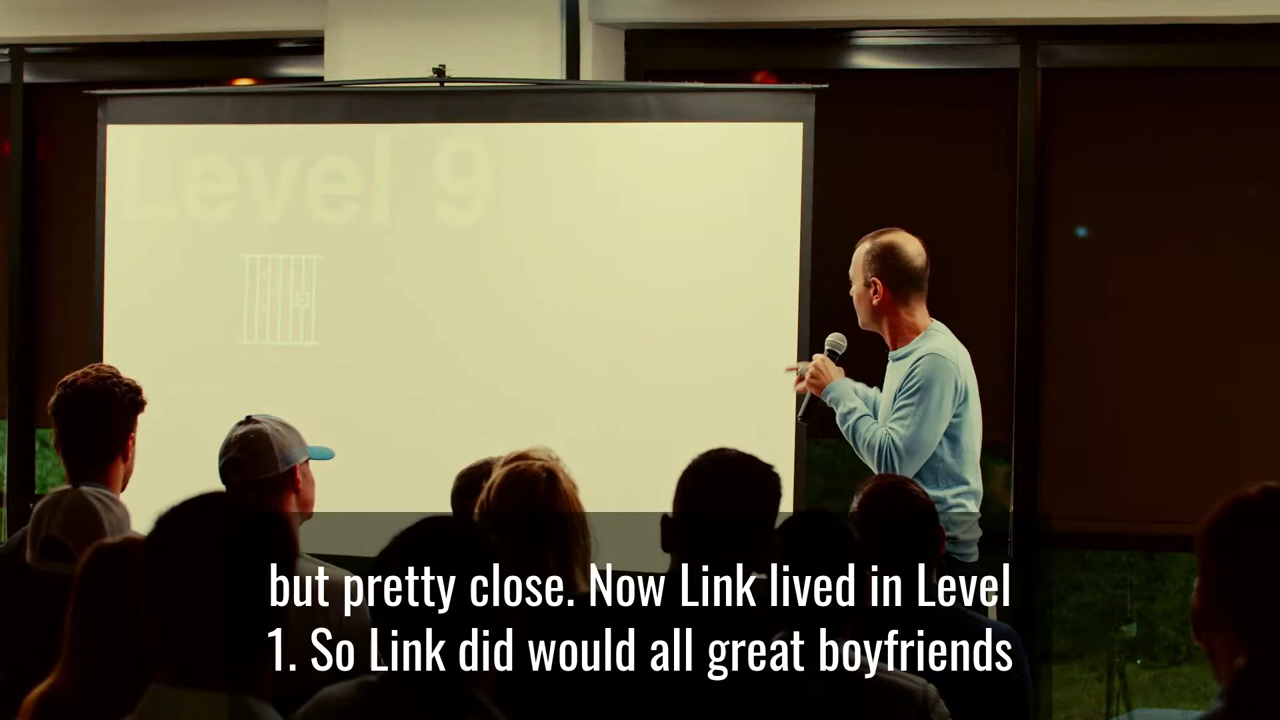 Level 9
but pretty close. Now Link lived in Level
1. So Link did would all great boyfriends